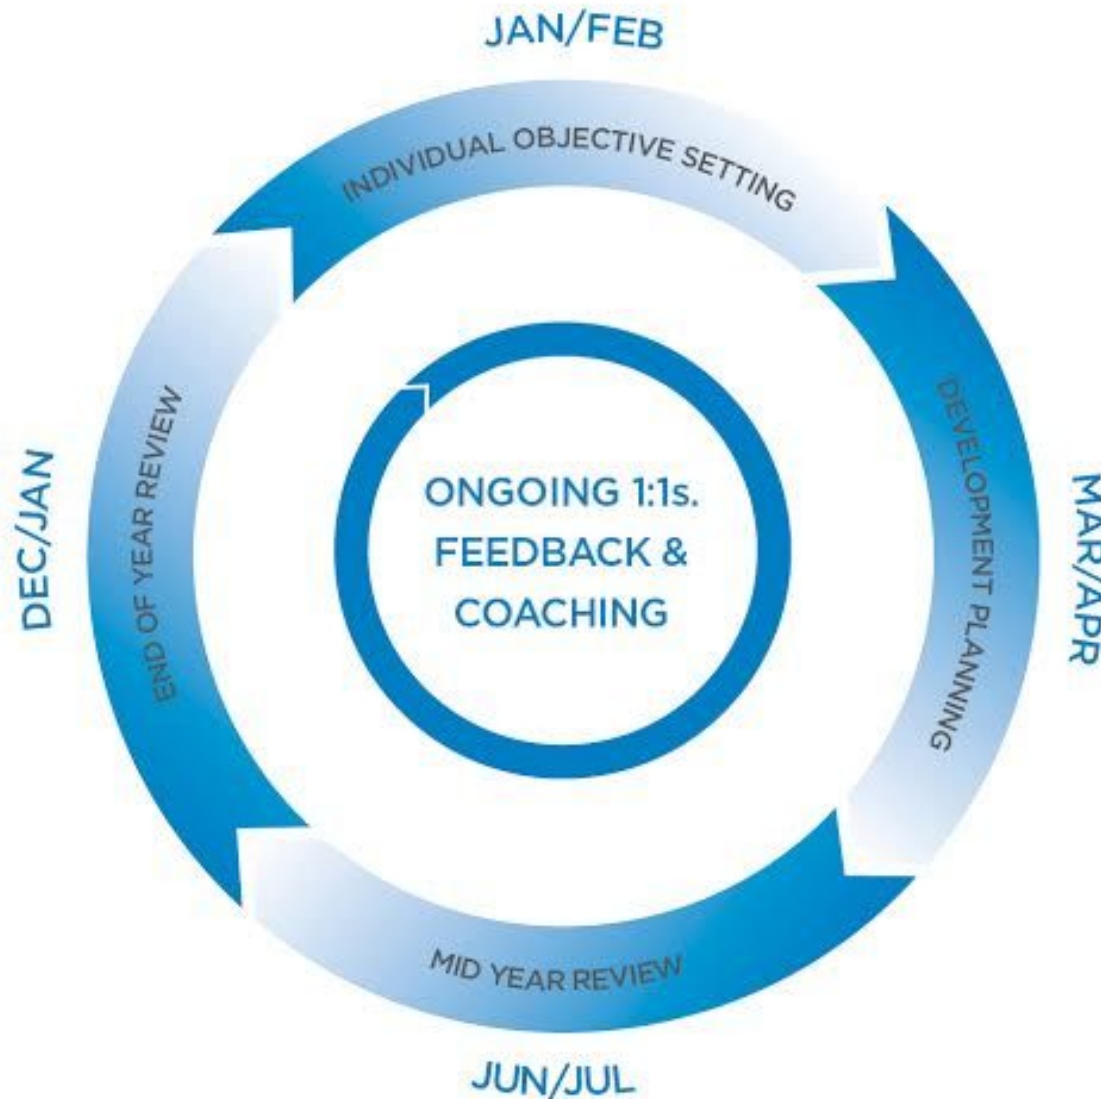 JAN/FEB
INDIVIDUAL OBJECTIVE SETTING
DEVELOPMENT PLANNING
MAR/APR
ONGOING 1:1s.
FEEDBACK &
COACHING
DEC/JAN
END OF YEAR REVIEW
MID YEAR REVIEW
JUN/JUL